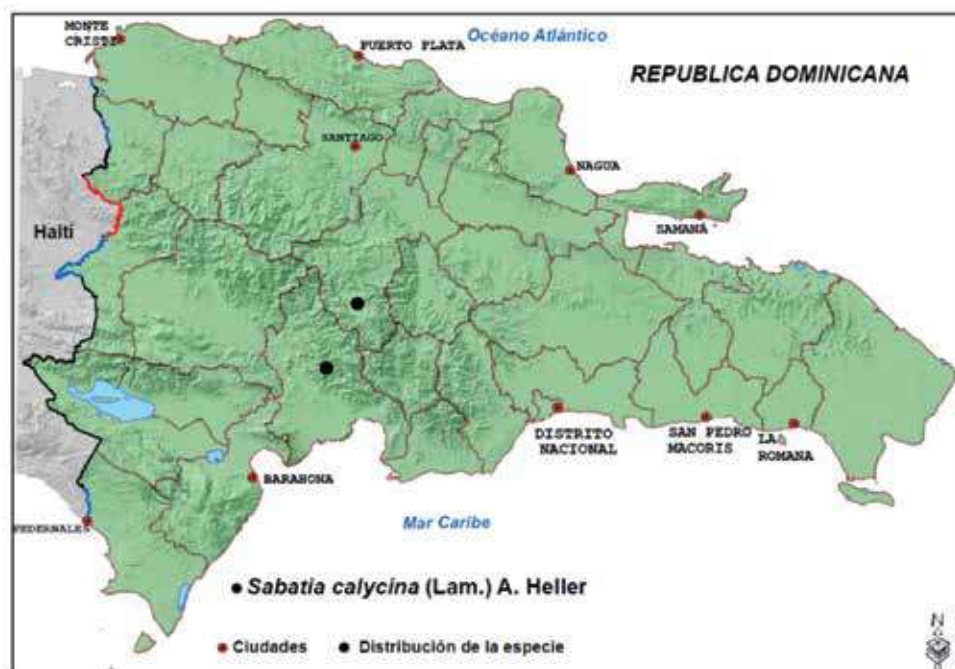 MONTE
CRISTI
PUERTO PLATA
Océano Atlántico
REPUBLICA DOMINICANA
SANTIAGO
NAGUA
SAMANÁ
Haití
DISTRITO
NACIONAL
SAN PEDRO
MACORIS
LA
ROMANA
BARAHONA
PEDERNALES
Mar Caribe
Sabatia calycina (Lam.) A. Heller
Ciudades
Distribución de la especie
N